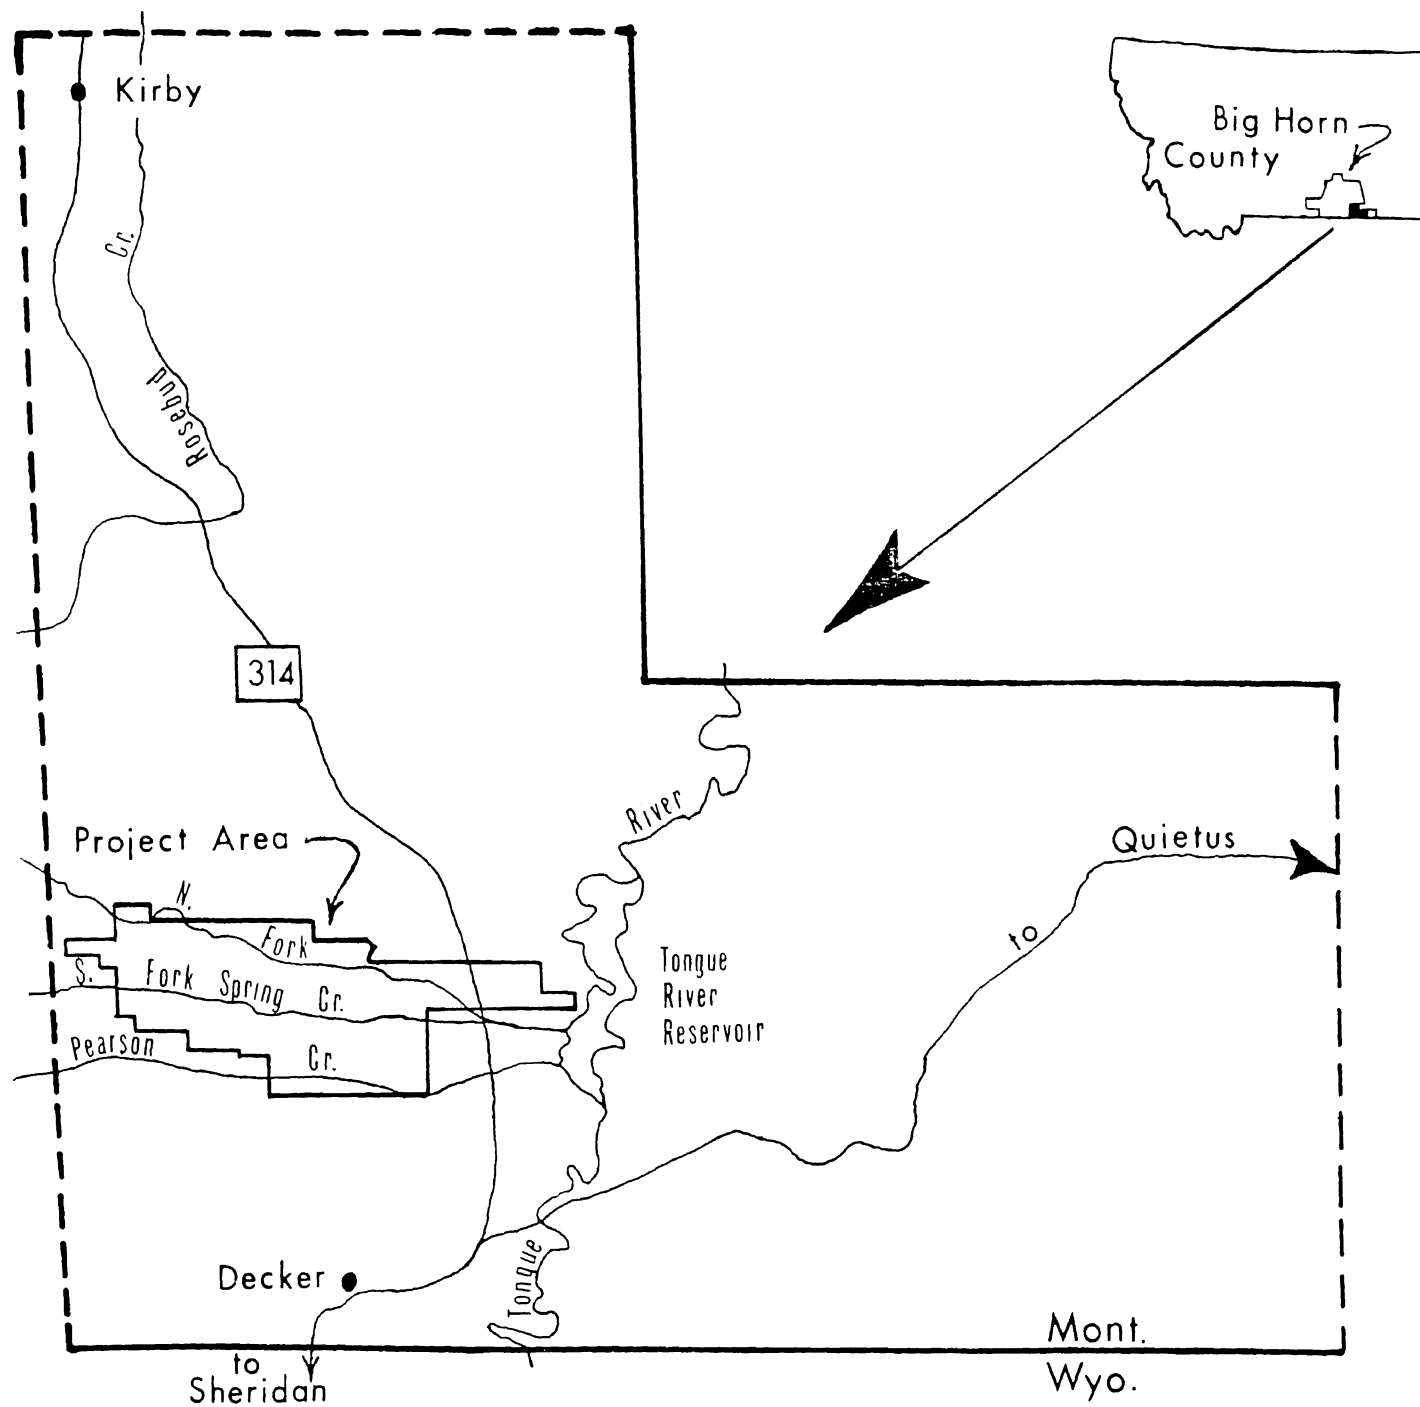 Kirby
Big Horn
County
Cr.
Rosebud
314
River
Project Area
Quietus
to
N.
Fork
S. Fork Spring Cr.
Tongue
River
Reservoir
Pearson Cr.
Decker
Tongue
Mont.
Wyo.
to
Sheridan